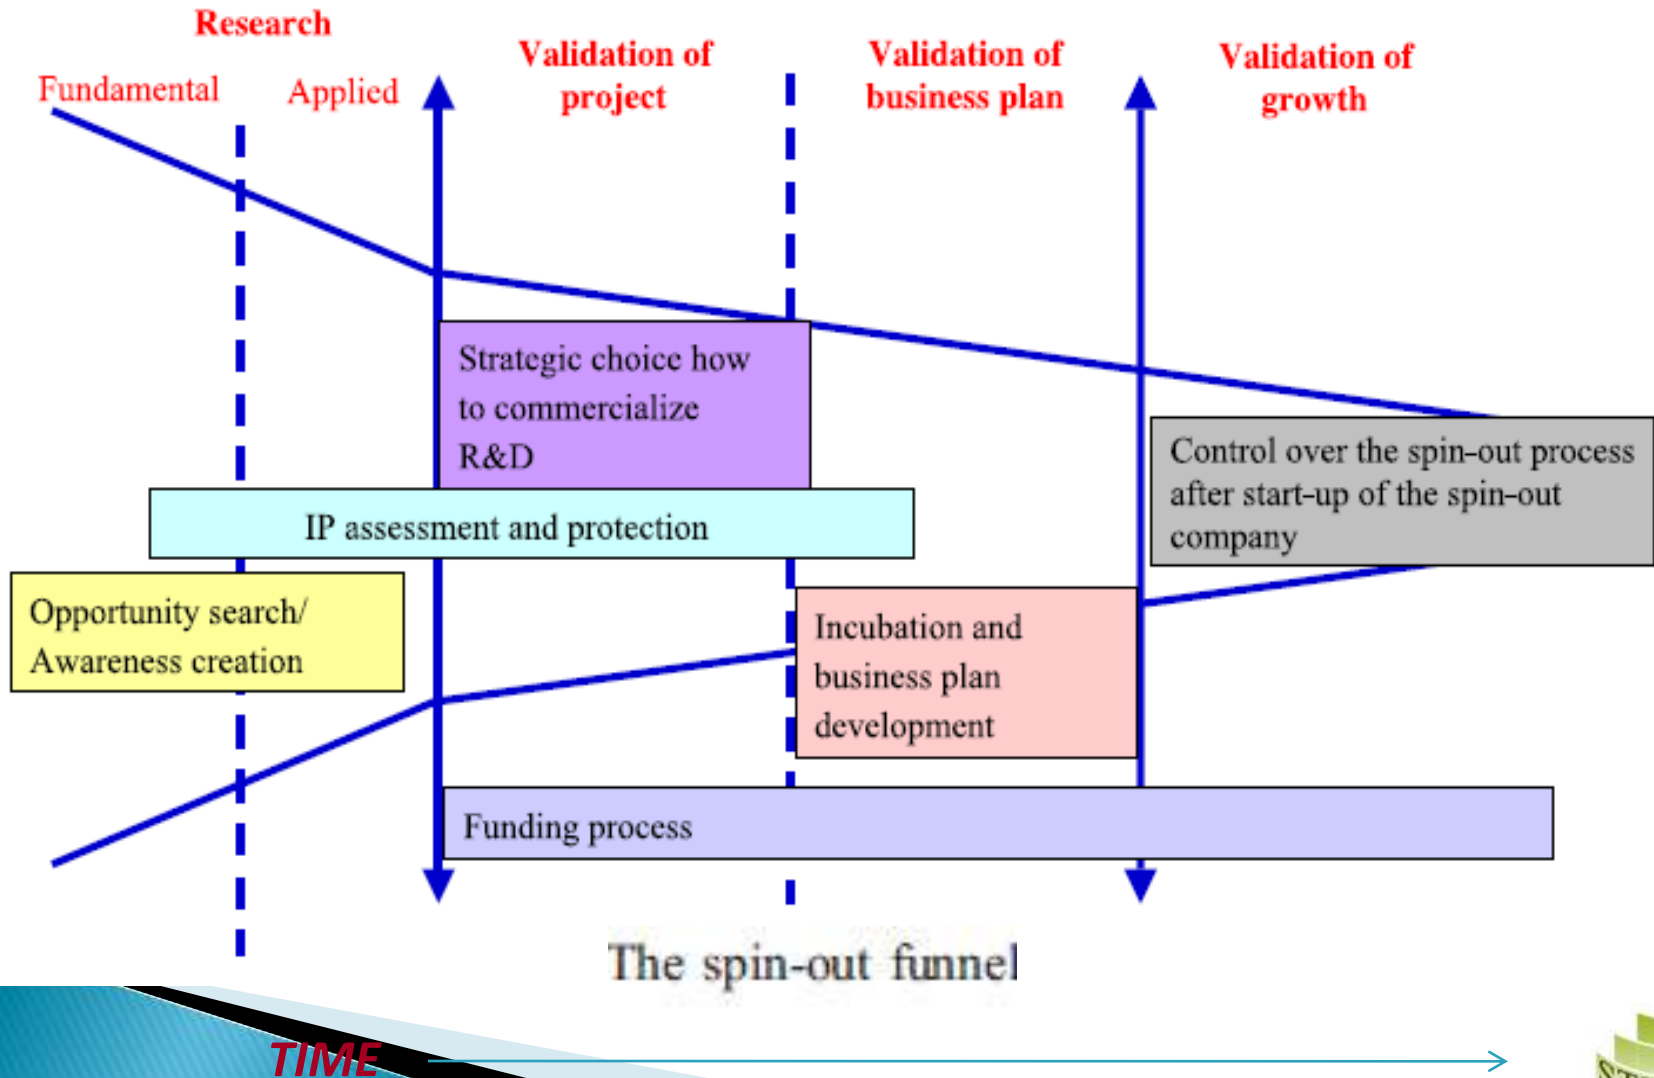 Research
Fundamental
Applied
Validation of
project
Validation of
business plan
Validation of
growth
Strategic choice how
to commercialize
R&D
IP assessment and protection
Opportunity search/
Awareness creation
Control over the spin-out process
after start-up of the spin-out
company
Incubation and
business plan
development
Funding process
The spin-out funnel
TIME